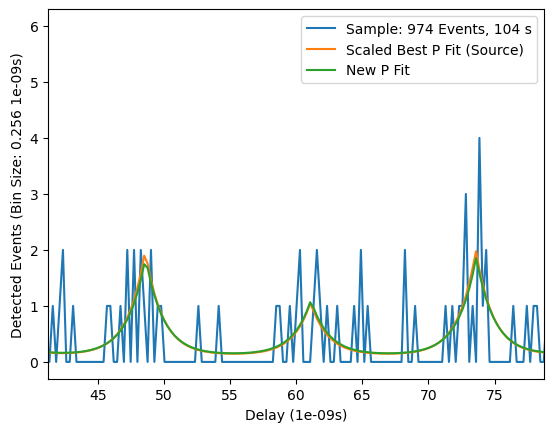 Sample: 974 Events, 104 s
Scaled Best P Fit (Source)
New P Fit
Detected Events (Bin Size: 0.256 1e-09s)
6
5
4
3
2
1
0
45 50 55 60 65 70 75
Delay (1e-09s)